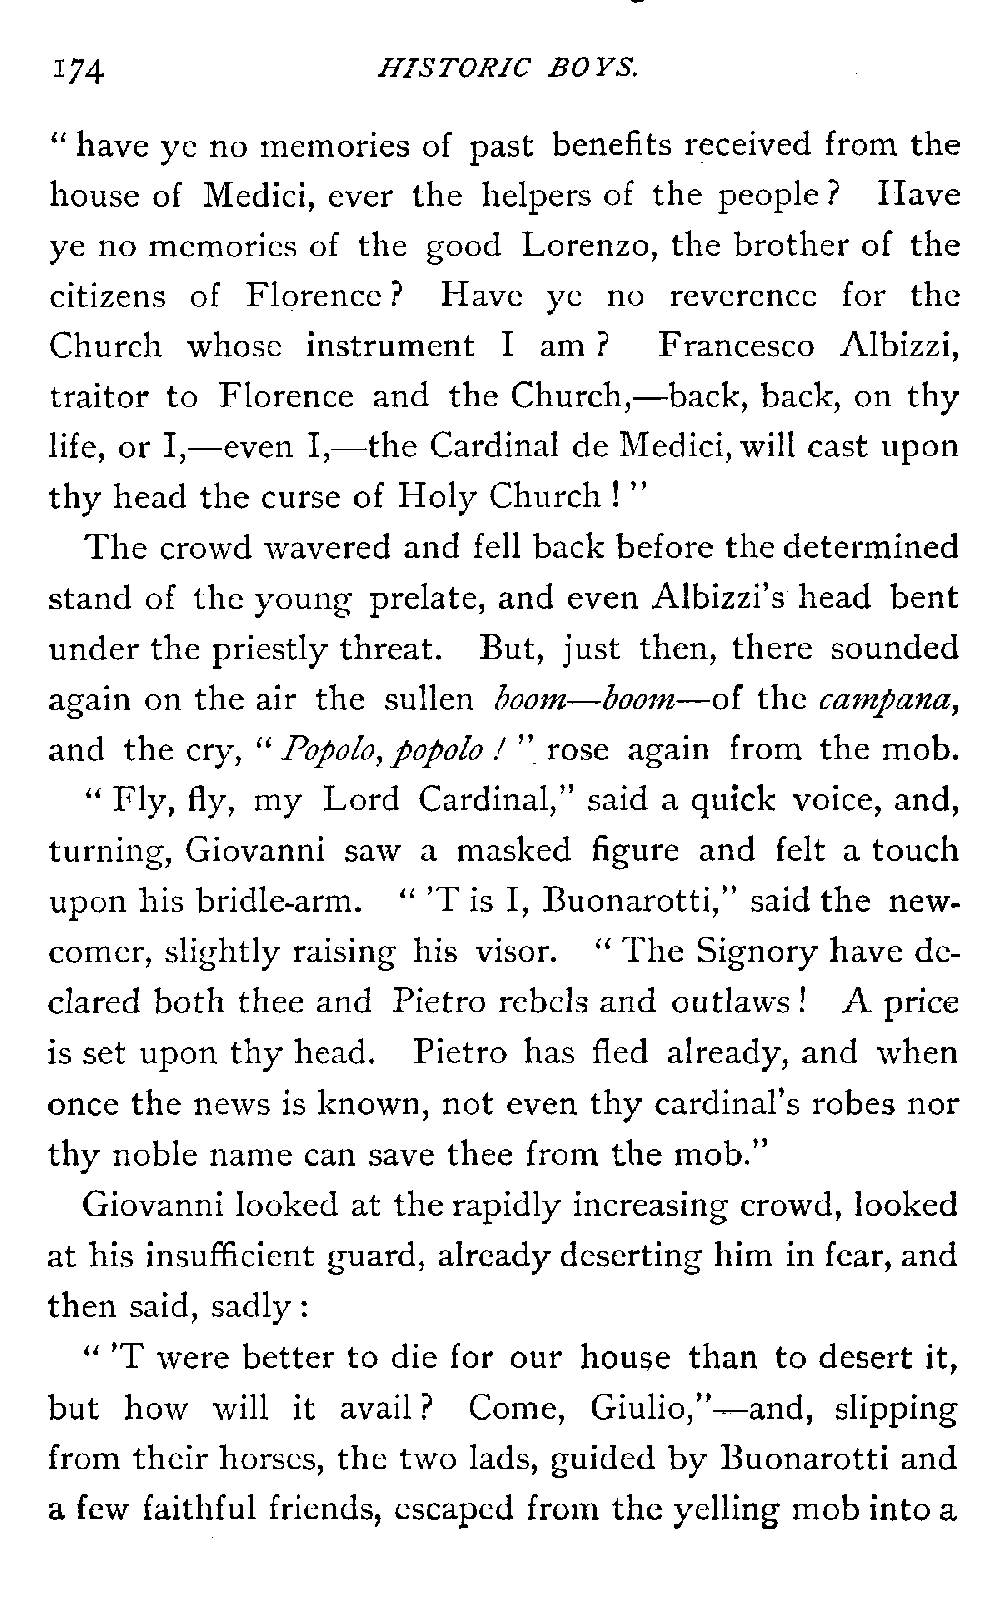 174 HISTORIC BOYS.
“ have ye no memories of past benefits received from the
house of Medici, ever the helpers of the people ? Have
ye no memories of the good Lorenzo, the brother of the
citizens of Florence ? Have ye no reverence for the
Church whose instrument I am ? Francesco Albizzi,
traitor to Florence and the Church,—back, back, on thy
life, or I,—even I,—the Cardinal de Medici, will cast upon
thy head the curse of Holy Church ! ”
The crowd wavered and fell back before the determined
stand of the young prelate, and even Albizzi’s head bent
under the priestly threat. But, just then, there sounded
again on the air the sullen boom—boom—of the campana,
and the cry, “ Popolo, popolo ! ” rose again from the mob.
“ Fly, fly, my Lord Cardinal,” said a quick voice, and,
turning, Giovanni saw a masked figure and felt a touch
upon his bridle-arm. “ ’T is I, Buonarotti,” said the new-
comer, slightly raising his visor. “ The Signory have de-
clared both thee and Pietro rebels and outlaws ! A price
is set upon thy head. Pietro has fled already, and when
once the news is known, not even thy cardinal’s robes nor
thy noble name can save thee from the mob.”
Giovanni looked at the rapidly increasing crowd, looked
at his insufficient guard, already deserting him in fear, and
then said, sadly :
“ ’T were better to die for our house than to desert it,
but how will it avail ? Come, Giulio,”—and, slipping
from their horses, the two lads, guided by Buonarotti and
a few faithful friends, escaped from the yelling mob into a